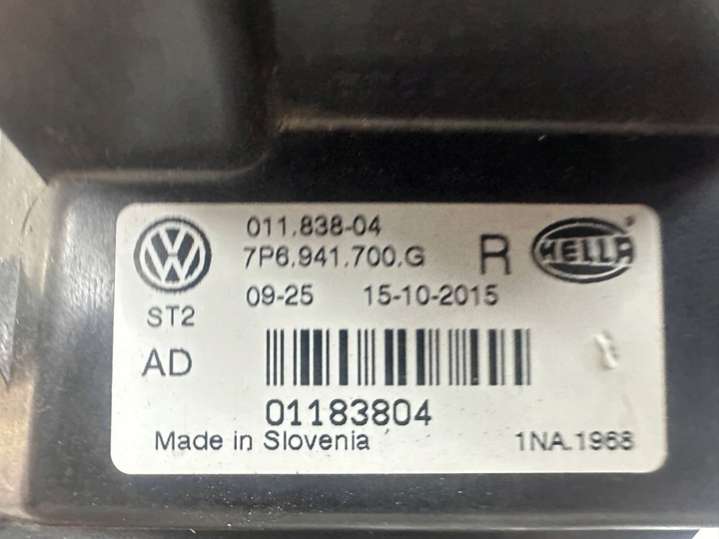 011.838-04
7P6.941.700.G R HELLA
09-25 15-10-2015
ST2
AD
01183804
Made in Slovenia 1NA.1968